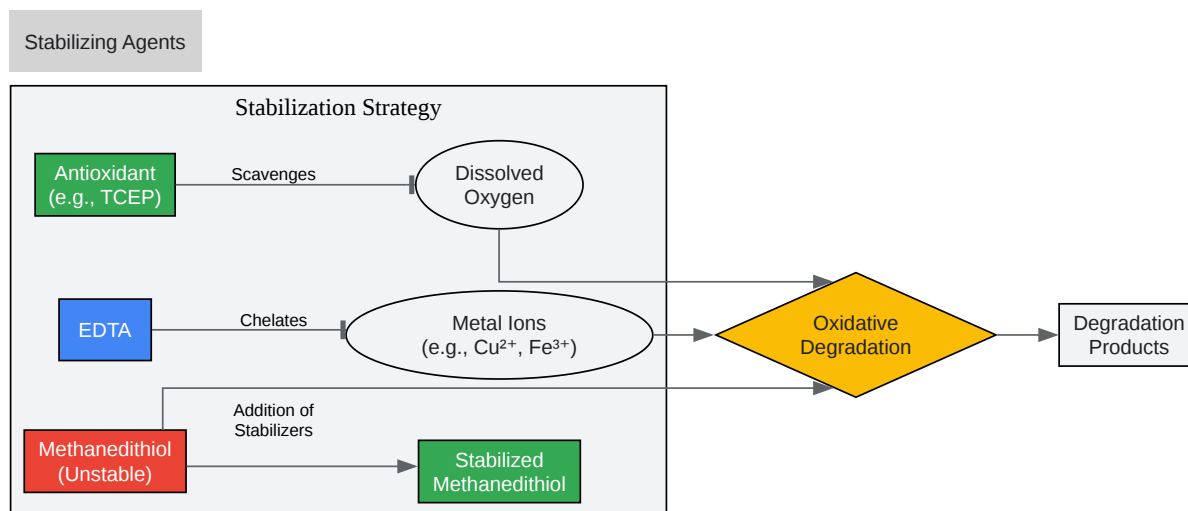 Stabilizing Agents
Stabilization Strategy
Antioxidant
(e.g., TCEP)
Scavenges
Dissolved
Oxygen
EDTA
Chelates
Metal Ions
(e.g., Cu²⁺, Fe³⁺)
Oxidative
Degradation
Degradation
Products
Methanedithiol
(Unstable)
Addition of
Stabilizers
Stabilized
Methanedithiol